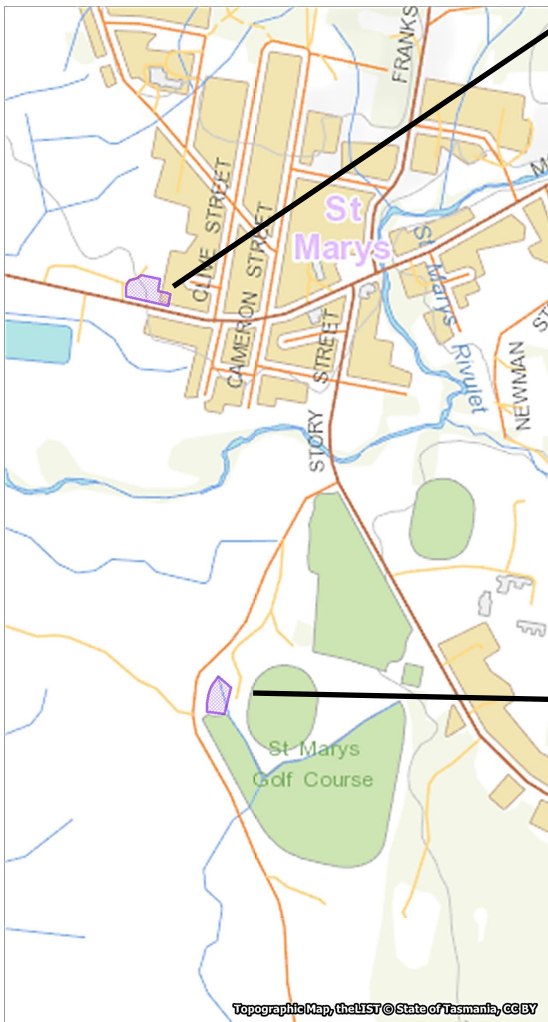 FRANKS
M
CLIVE STREET
CAMERON STREET
St
Marys
St Marys Rivulet
STORY STREET
NEWMAN
ST
St Marys
Golf Course
Topographic Map, theLIST © State of Tasmania, CC BY